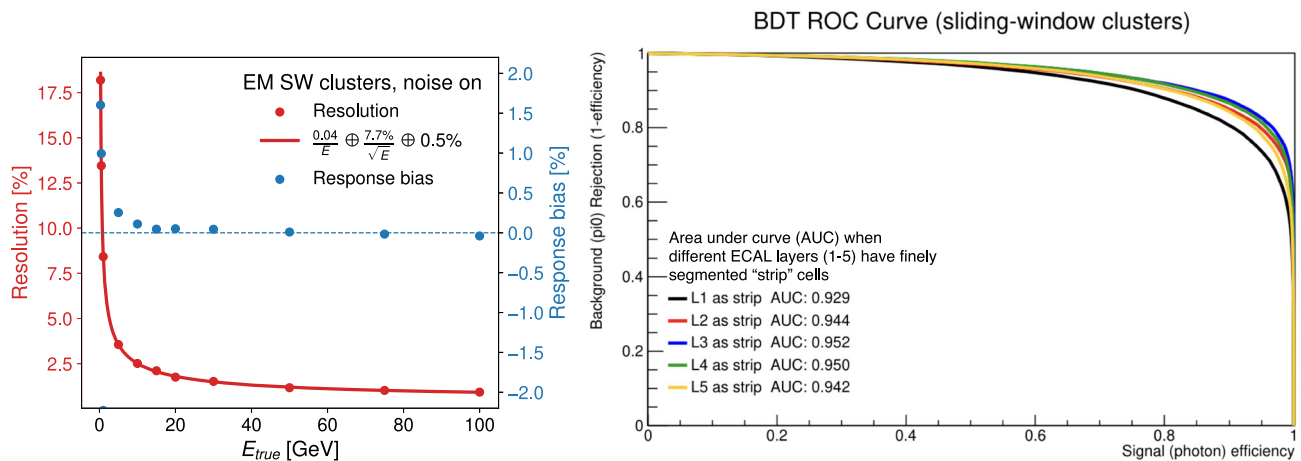 EM SW clusters, noise on
Resolution
0.04/E ⊕ 7.7%/√E ⊕ 0.5%
Response bias
Resolution [%]
17.5
15.0
12.5
10.0
7.5
5.0
2.5
0
20
40
60
80
100
E_true [GeV]
2.0
1.5
1.0
0.5
0.0
−0.5
−1.0
−1.5
−2.0
Response bias [%]
BDT ROC Curve (sliding-window clusters)
Background (pi0) Rejection (1-efficiency)
1
0.8
0.6
0.4
0.2
0
Area under curve (AUC) when
different ECAL layers (1-5) have finely
segmented “strip” cells
L1 as strip AUC: 0.929
L2 as strip AUC: 0.944
L3 as strip AUC: 0.952
L4 as strip AUC: 0.950
L5 as strip AUC: 0.942
0
0.2
0.4
0.6
0.8
1
Signal (photon) efficiency